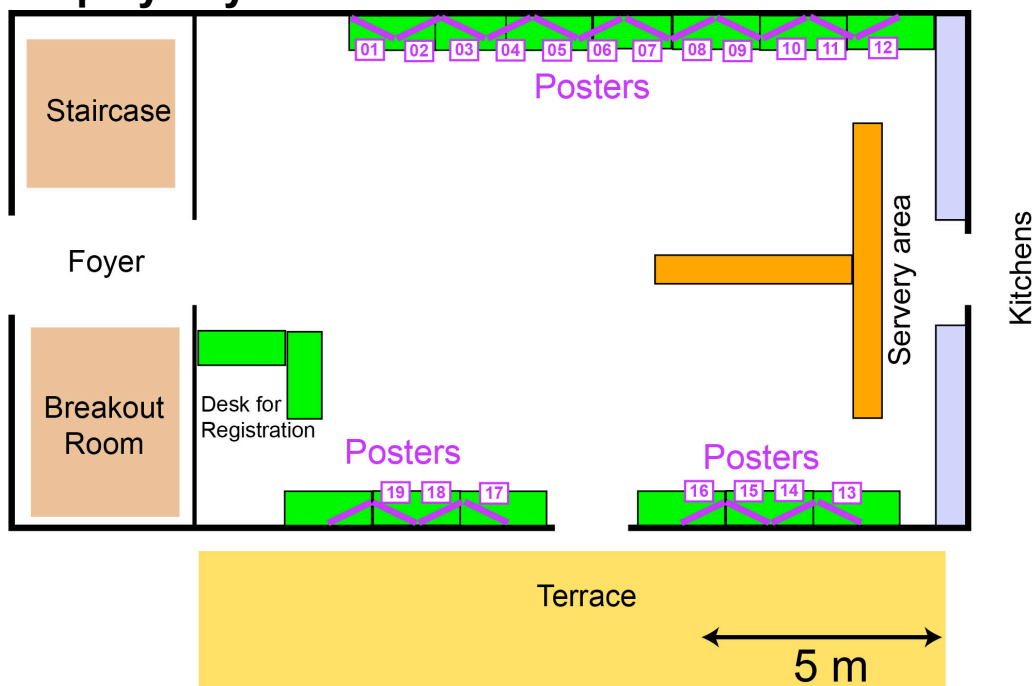 01
02
03
04
05
06
07
08
09
10
11
12
Posters
Staircase
Foyer
Servery area
Kitchens
Desk for
Registration
Breakout
Room
Posters
Posters
19
18
17
16
15
14
13
Terrace
5 m